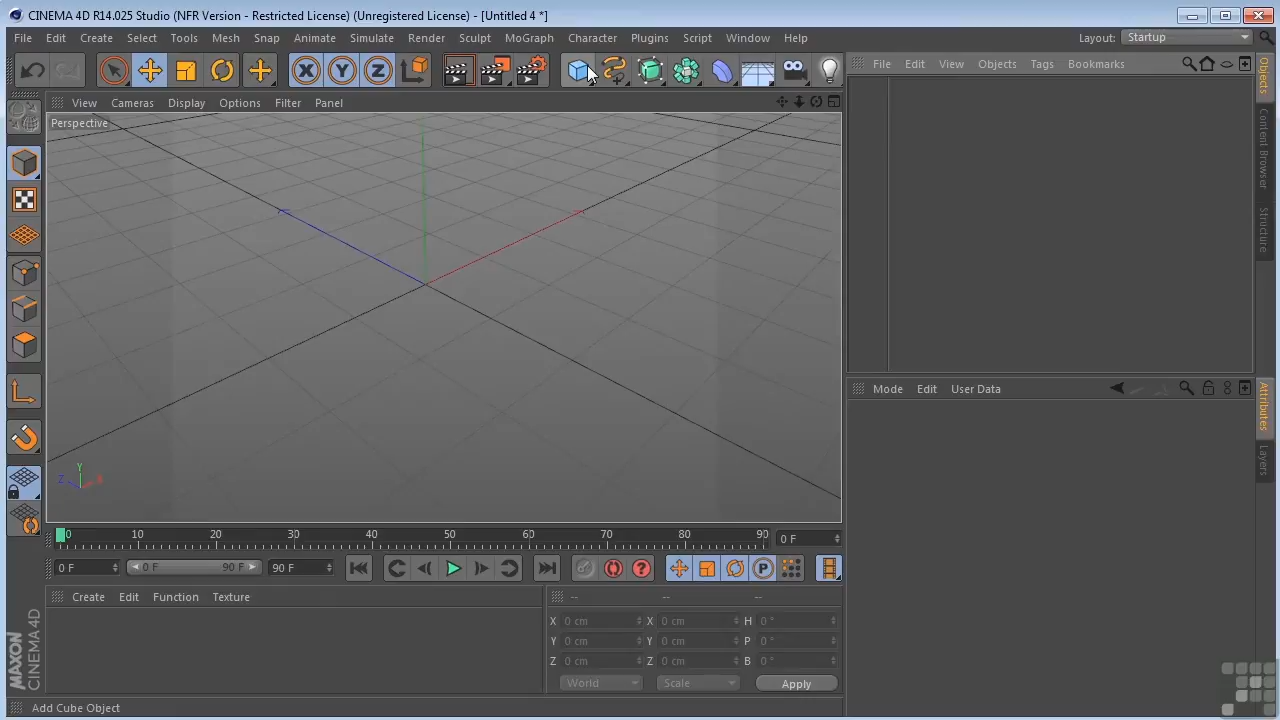 CINEMA 4D R14.025 Studio (NFR Version - Restricted License) (Unregistered License) - [Untitled 4 *]
File Edit Create Select Tools Mesh Snap Animate Simulate Render Sculpt MoGraph Character Plugins Script Window Help
Layout: Startup
X Y Z
File Edit View Objects Tags Bookmarks
View Cameras Display Options Filter Panel
Perspective
Objects
Content Browser
Structure
Y
Z X
Mode Edit User Data
Attributes
Layers
0 10 20 30 40 50 60 70 80 90 0 F
0 F 0 F 90 F 90 F
? P
Create Edit Function Texture
-- -- --
X 0 cm X 0 cm H 0 °
Y 0 cm Y 0 cm P 0 °
Z 0 cm Z 0 cm B 0 °
World Scale Apply
MAXON
CINEMA 4D
Add Cube Object